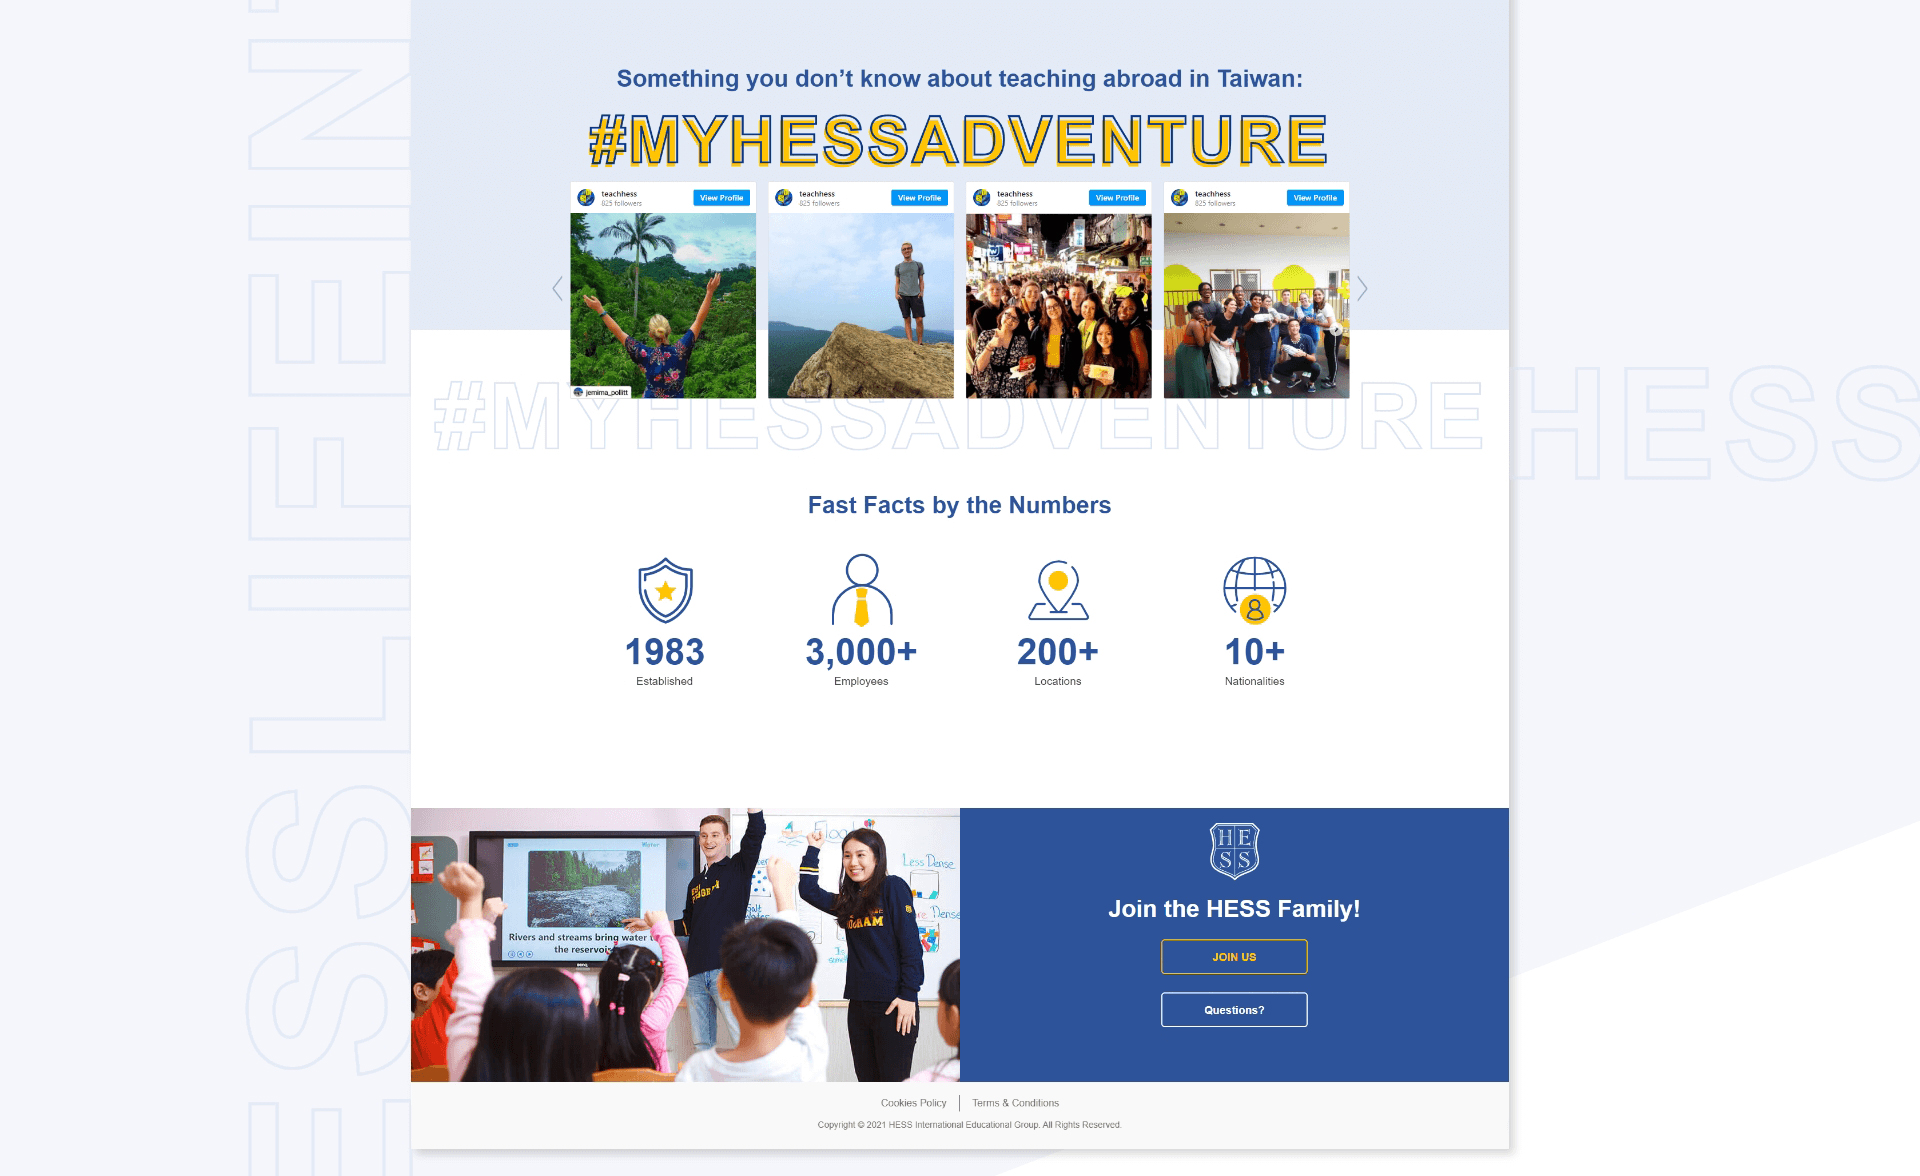 Something you don't know about teaching abroad in Taiwan:
#MYHESSADVENTURE
teachhess
825 followers
View Profile
teachhess
825 followers
View Profile
teachhess
825 followers
View Profile
teachhess
825 followers
View Profile
jemima_pollitt
#MYHESSADVENTURE
HESS
Fast Facts by the Numbers
1983
Established
3,000+
Employees
200+
Locations
10+
Nationalities
ESSLIFEIN
Water
Rivers and streams bring water
the reservois
BENQ
Less Dense
Dense
HE
SS
Join the HESS Family!
JOIN US
Questions?
Cookies Policy
Terms & Conditions
Copyright © 2021 HESS International Educational Group. All Rights Reserved.